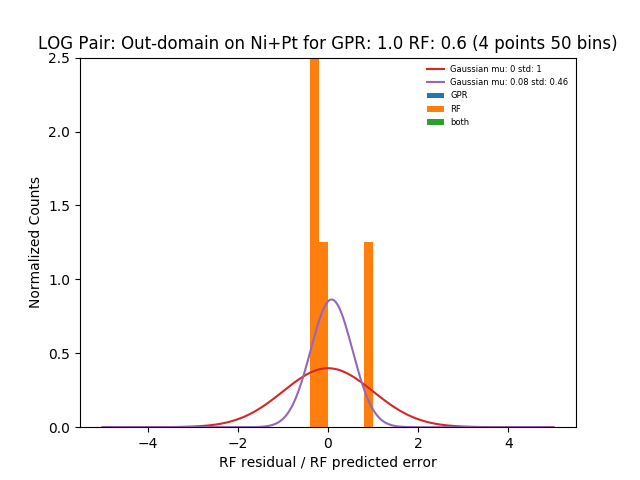 LOG Pair: Out-domain on Ni+Pt for GPR: 1.0 RF: 0.6 (4 points 50 bins)
Normalized Counts
2.5
2.0
1.5
1.0
0.5
0.0
Gaussian mu: 0 std: 1
Gaussian mu: 0.08 std: 0.46
GPR
RF
both
−4
−2
0
2
4
RF residual / RF predicted error